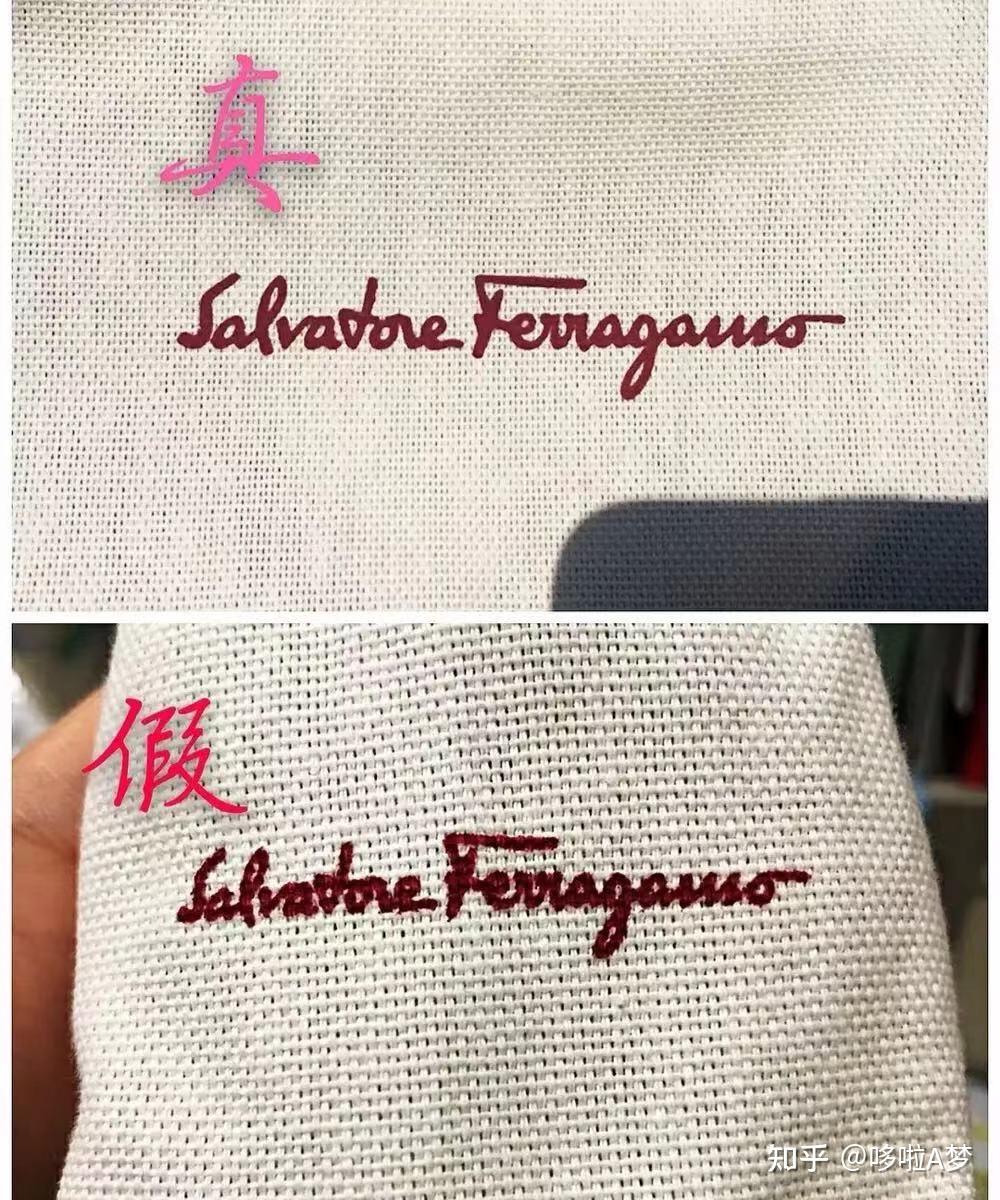 真
Salvatore Ferragamo
假
Salvatore Ferragamo
知乎 @哆啦A梦